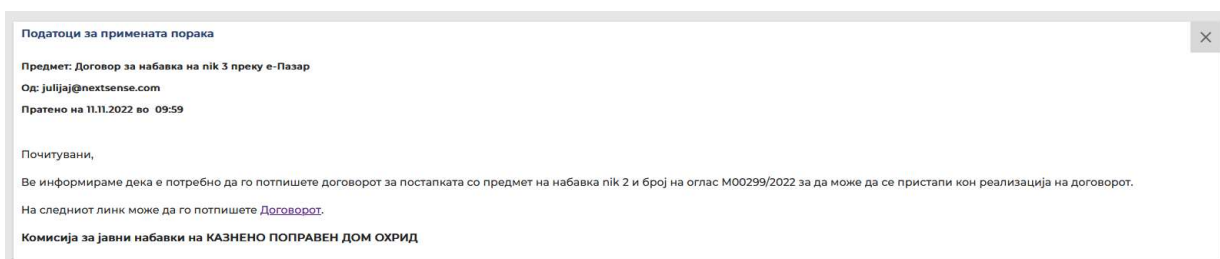 Податоци за примената порака
Предмет: Договор за набавка на nik 3 преку е-Пазар
Од: julijaj@nextsense.com
Пратено на 11.11.2022 во 09:59
Почитувани,
Ве информираме дека е потребно да го потпишете договорот за постапката со предмет на набавка nik 2 и број на оглас М00299/2022 за да може да се пристапи кон реализација на договорот.
На следниот линк може да го потпишете Договорот.
Комисија за јавни набавки на КАЗНЕНО ПОПРАВЕН ДОМ ОХРИД